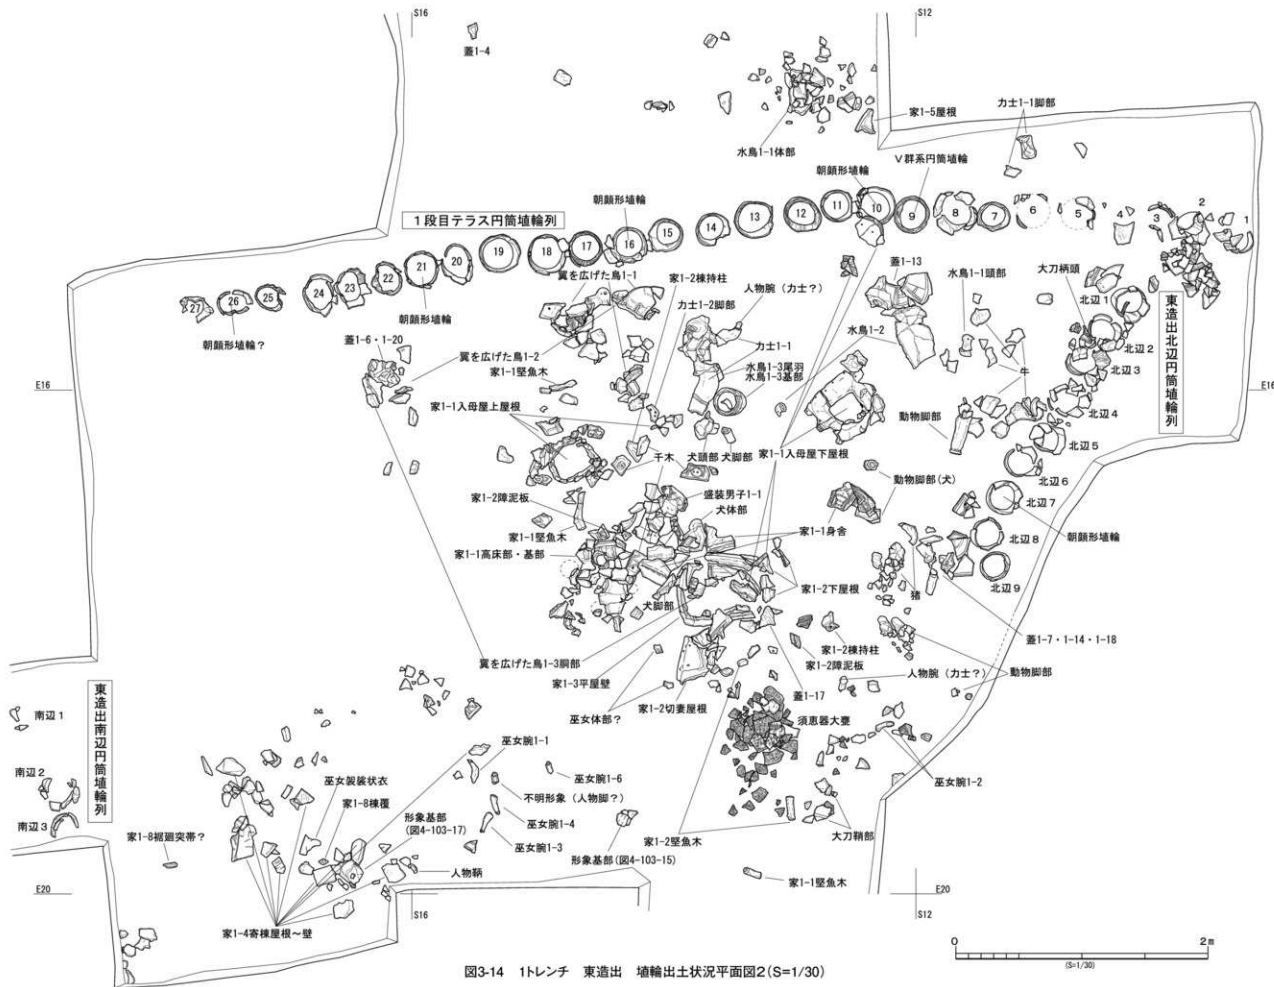 S16
S12
蓋1-4
家1-5屋根
力士1-1脚部
水鳥1-1体部
Ⅴ群系円筒埴輪
朝顔形埴輪
朝顔形埴輪
1段目テラス円筒埴輪列
1
2
3
4
5
6
7
8
9
10
11
12
13
14
15
16
17
18
19
20
21
22
23
24
25
26
27
翼を広げた鳥1-1
家1-2棟持柱
人物腕(力士?)
蓋1-13
水鳥1-1頭部
大刀柄頭
北辺1
東造出北辺円筒埴輪列
力士1-2脚部
朝顔形埴輪
朝顔形埴輪?
蓋1-6・1-20
翼を広げた鳥1-2
力士1-1
水鳥1-2
北辺2
家1-1堅魚木
水鳥1-3尾羽
水鳥1-3基部
牛
北辺3
E16
E16
家1-1入母屋上屋根
北辺4
動物脚部
北辺5
千木
犬頭部
犬脚部
家1-1入母屋下屋根
北辺6
動物脚部(犬)
家1-2障泥板
盛装男子1-1
北辺7
犬体部
家1-1堅魚木
家1-1身舎
北辺8
朝顔形埴輪
家1-1高床部・基部
北辺9
家1-2下屋根
猪
犬脚部
家1-2棟持柱
蓋1-7・1-14・1-18
翼を広げた鳥1-3胴部
家1-2障泥板
人物腕(力士?)
動物脚部
家1-3平屋壁
蓋1-17
家1-2切妻屋根
巫女体部?
須恵器大甕
南辺1
東造出南辺円筒埴輪列
巫女腕1-1
巫女腕1-6
巫女腕1-2
南辺2
巫女袈裟状衣
不明形象(人物脚?)
家1-8棟覆
南辺3
形象基部
(図4-103-17)
巫女腕1-4
家1-8裾廻突帯?
巫女腕1-3
形象基部(図4-103-15)
家1-2堅魚木
大刀鞘部
人物鞆
家1-1堅魚木
E20
E20
S16
S12
家1-4寄棟屋根~壁
0
2m
(S=1/30)
図3-14 1トレンチ 東造出 埴輪出土状況平面図2(S=1/30)